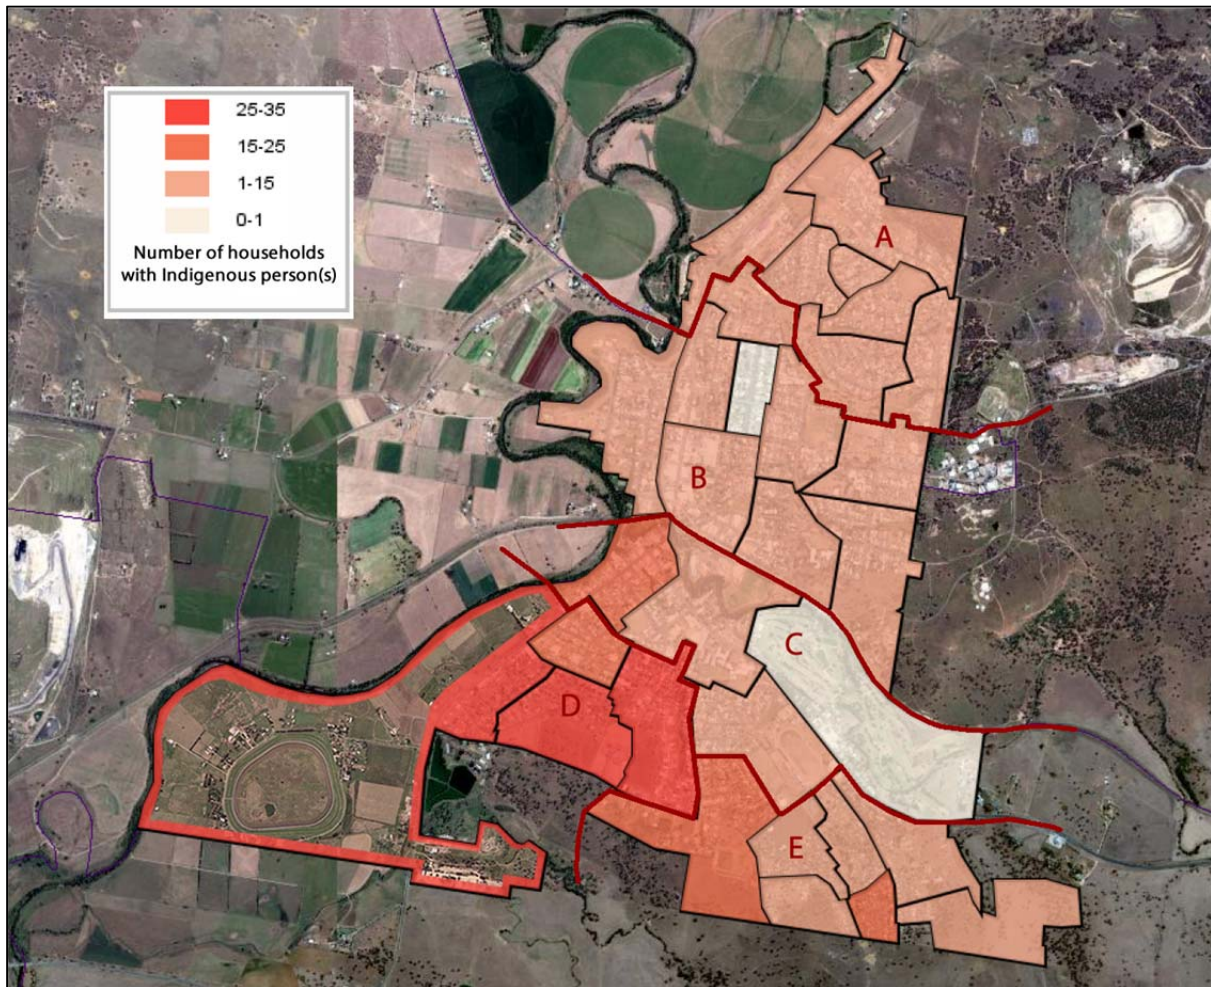 25-35
15-25
1-15
0-1
Number of households
with Indigenous person(s)
A
B
C
D
E